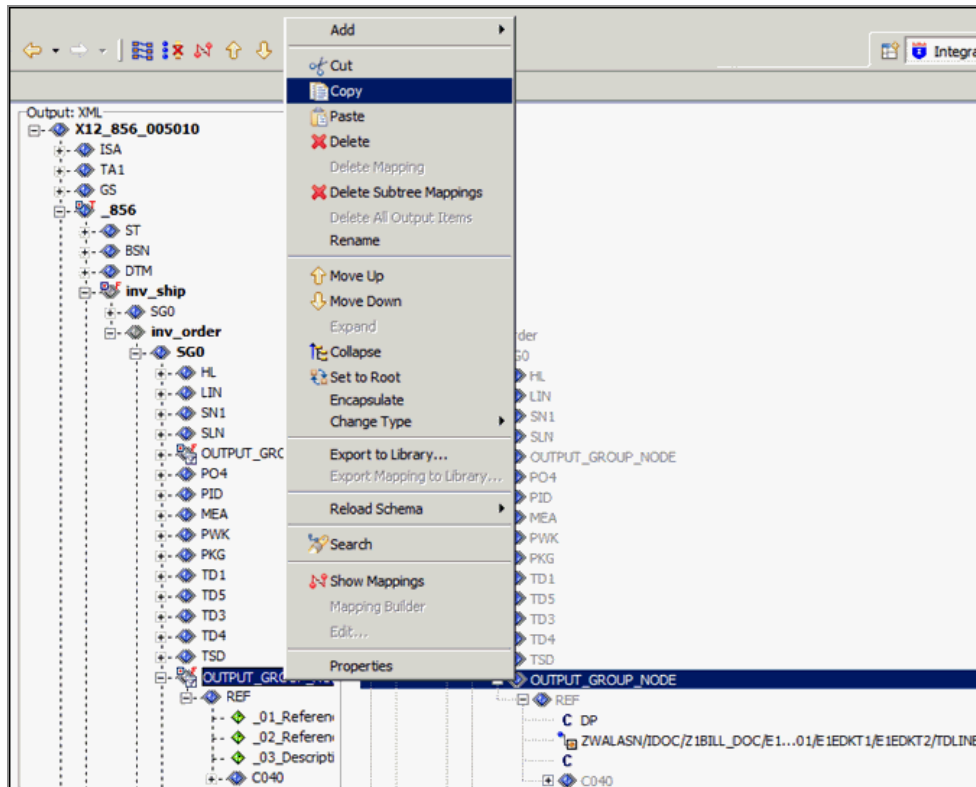 Integra
Output: XML
X12_856_005010
ISA
TA1
GS
_856
ST
BSN
DTM
inv_ship
SG0
inv_order
SG0
HL
LIN
SN1
SLN
OUTPUT_GRO
PO4
PID
MEA
PWK
PKG
TD1
TD5
TD3
TD4
TSD
OUTPUT_GROUP_NO
REF
_01_Referen
_02_Referen
_03_Descripti
C040
Add
Cut
Copy
Paste
Delete
Delete Mapping
Delete Subtree Mappings
Delete All Output Items
Rename
Move Up
Move Down
Expand
Collapse
Set to Root
Encapsulate
Change Type
Export to Library...
Export Mapping to Library...
Reload Schema
Search
Show Mappings
Mapping Builder
Edit...
Properties
rder
G0
HL
LIN
SN1
SLN
OUTPUT_GROUP_NODE
PO4
PID
MEA
PWK
PKG
TD1
TD5
TD3
TD4
TSD
OUTPUT_GROUP_NODE
REF
C DP
ZWALASN/IDOC/Z1BILL_DOC/E1...01/E1EDKT1/E1EDKT2/TDLINE
C
C040